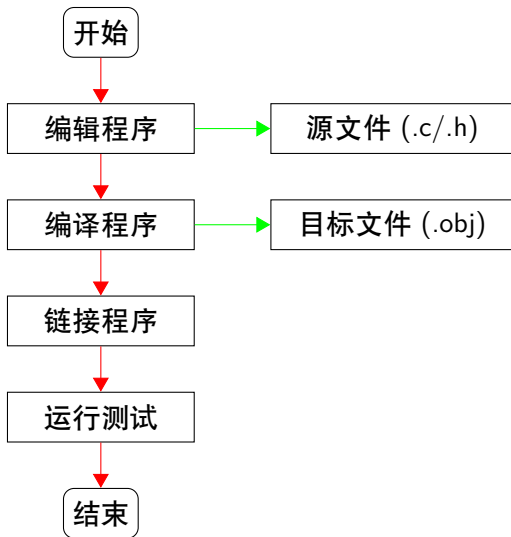 开始
编辑程序
源文件 (.c/.h)
编译程序
目标文件 (.obj)
链接程序
运行测试
结束